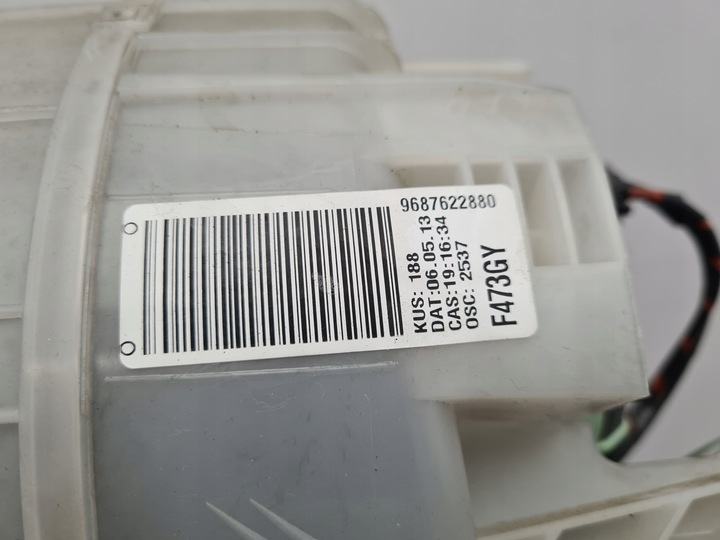 9687622880
KUS: 188
DAT:06.05.13
CAS:19:16:34
OSC: 2537
F473GY